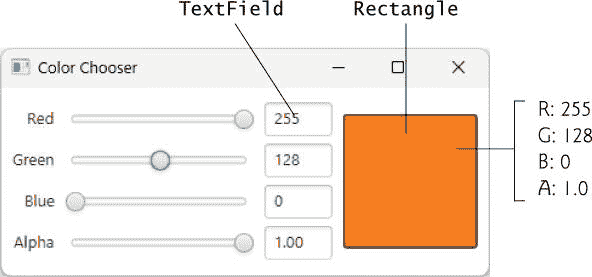 TextField Rectangle
Color Chooser
Red 255
Green 128
Blue 0
Alpha 1.00
R: 255
G: 128
B: 0
A: 1.0